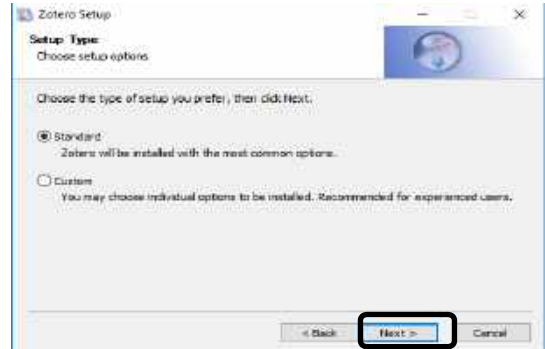 Zotero Setup
Setup Type
Choose setup options
Choose the type of setup you prefer, then click Next.
Standard
Zotero will be installed with the most common options.
Custom
You may choose individual options to be installed. Recommended for experienced users.
< Back
Next >
Cancel